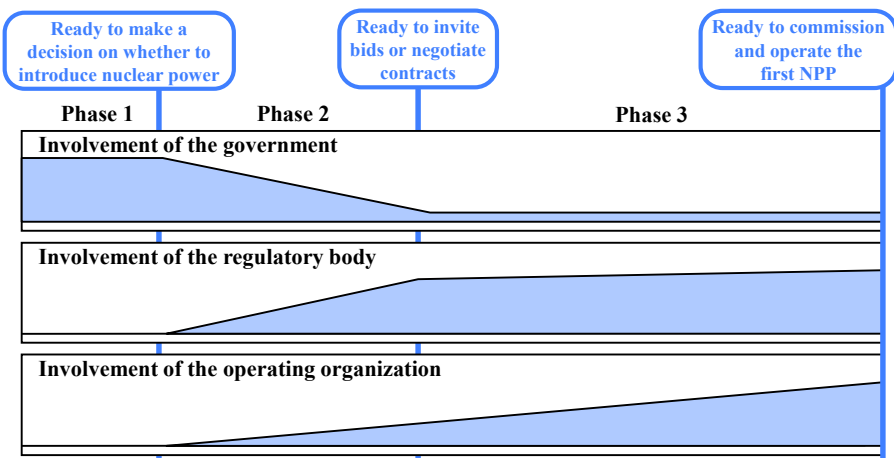 Ready to make a
decision on whether to
introduce nuclear power
Ready to invite
bids or negotiate
contracts
Ready to commission
and operate the
first NPP
Phase 1
Phase 2
Phase 3
Involvement of the government
Involvement of the regulatory body
Involvement of the operating organization